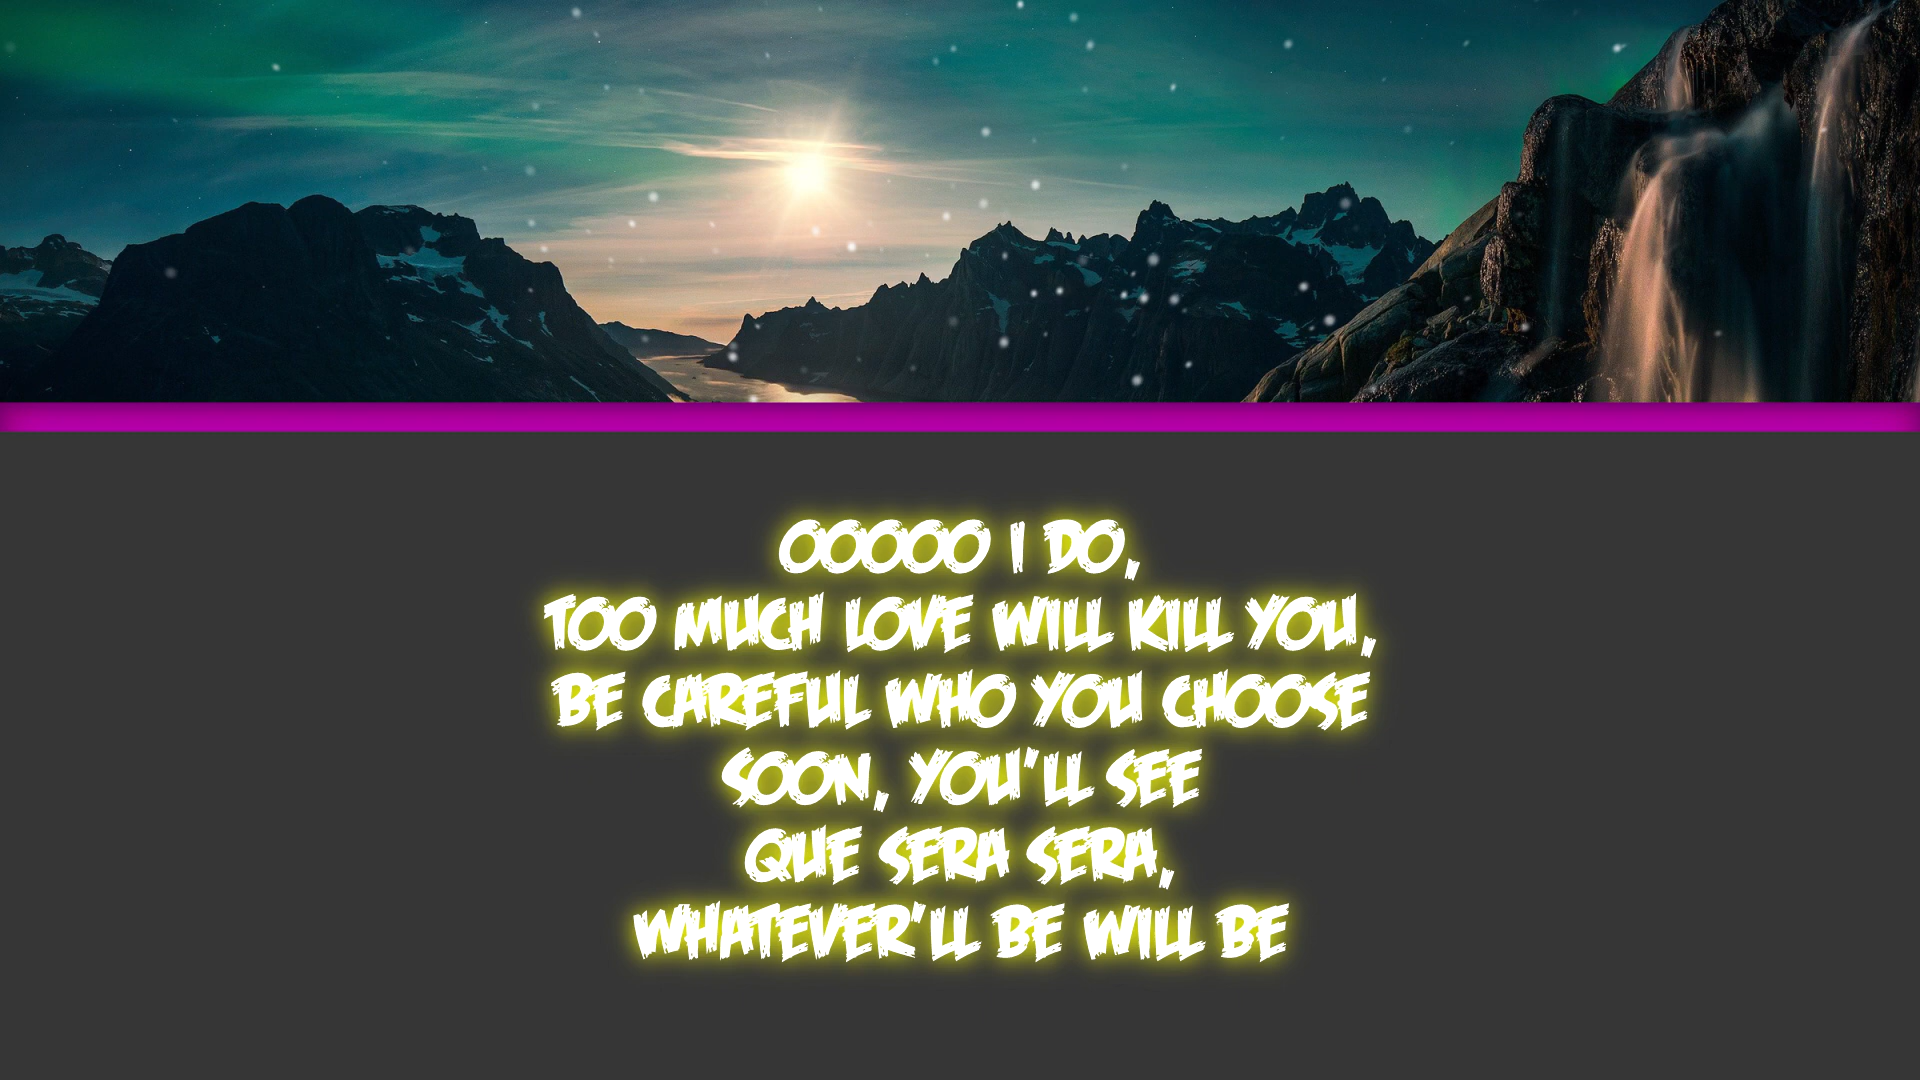 OOOOO I DO,
TOO MUCH LOVE WILL KILL YOU,
BE CAREFUL WHO YOU CHOOSE
SOON, YOU'LL SEE
QUE SERA SERA,
WHATEVER'LL BE WILL BE